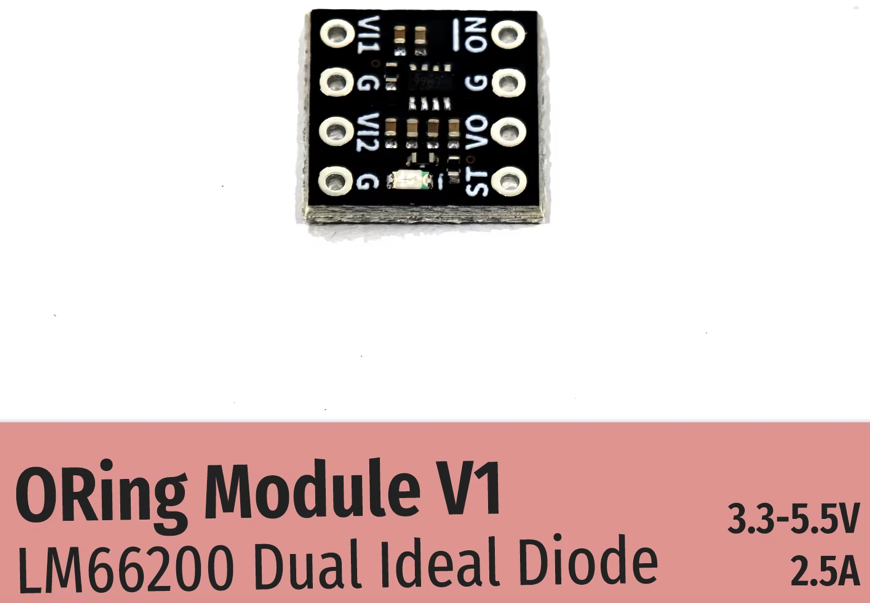 VI1
G
VI2
G
ON
G
VO
ST
ORing Module V1
LM66200 Dual Ideal Diode
3.3-5.5V
2.5A